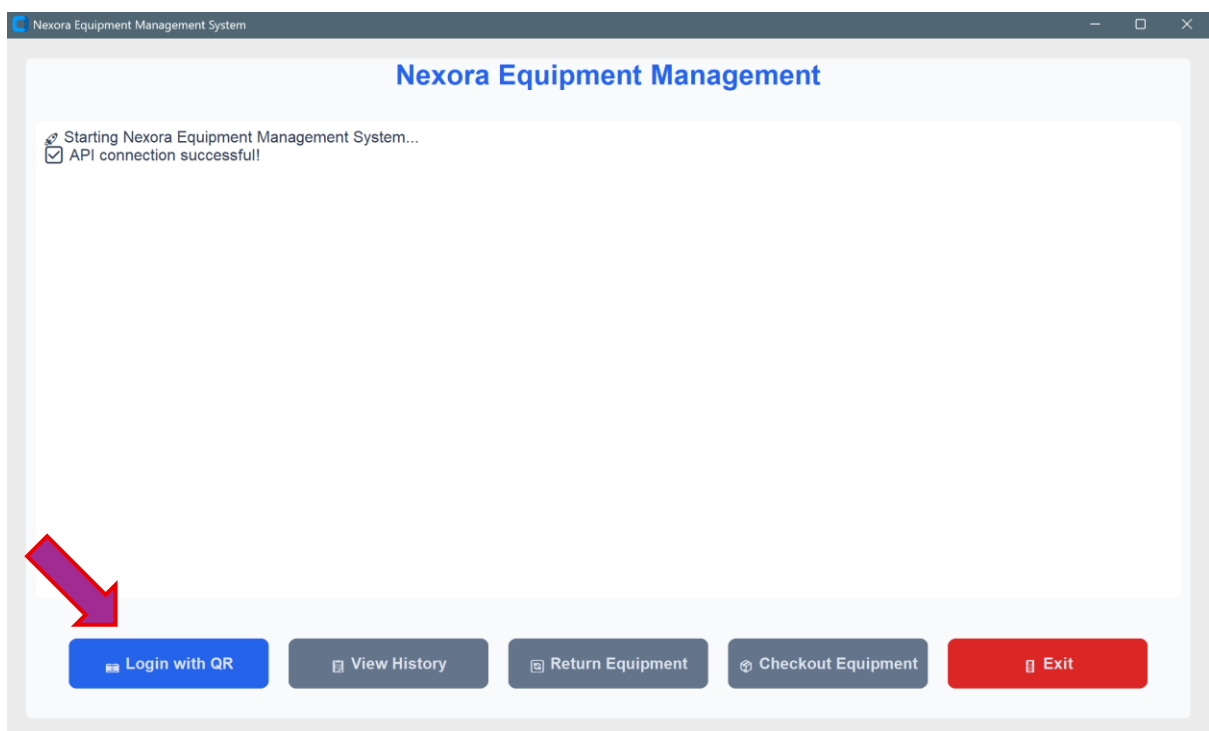 Nexora Equipment Management System
Nexora Equipment Management
🚀 Starting Nexora Equipment Management System...
☑ API connection successful!
Login with QR
View History
Return Equipment
Checkout Equipment
Exit